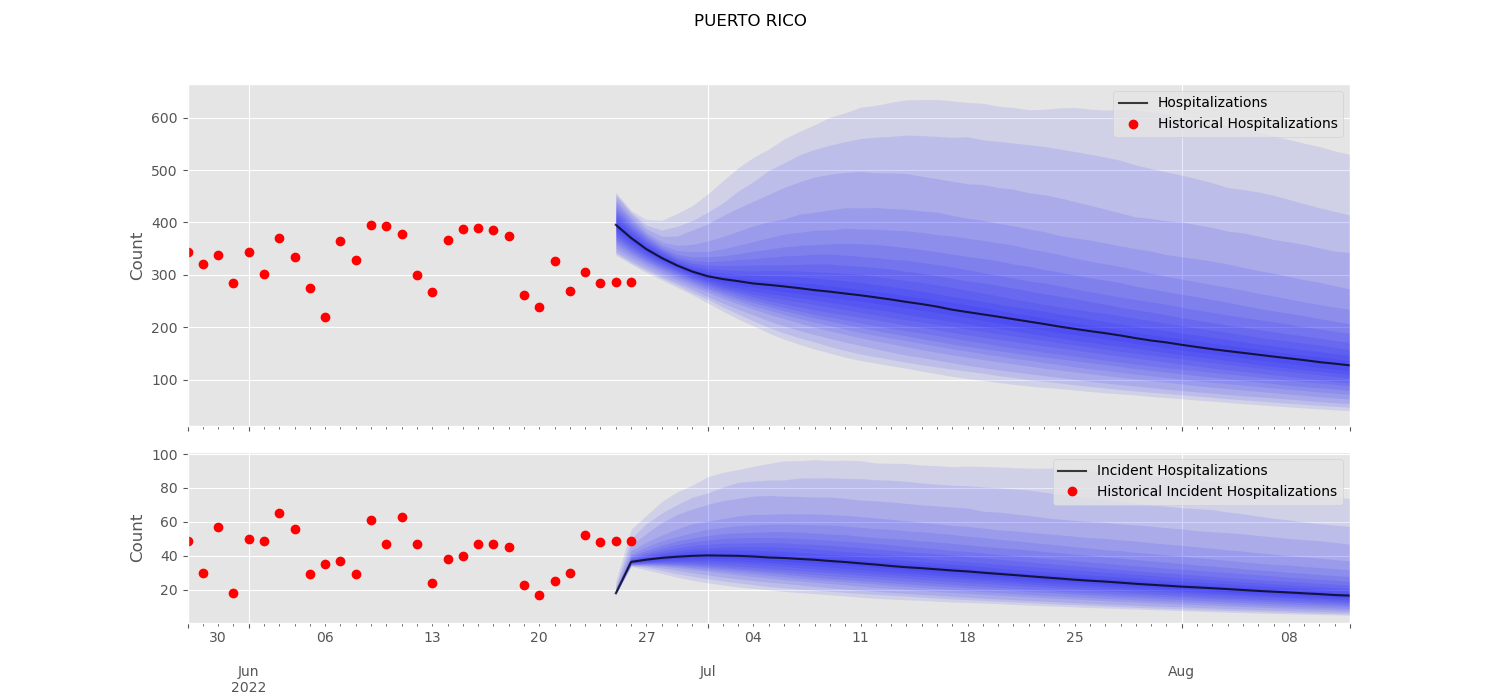 PUERTO RICO
Hospitalizations
Historical Hospitalizations
Count
600
500
400
300
200
100
Incident Hospitalizations
Historical Incident Hospitalizations
Count
100
80
60
40
20
30 06 13 20 27 04 11 18 25 08
Jun Jul Aug
2022